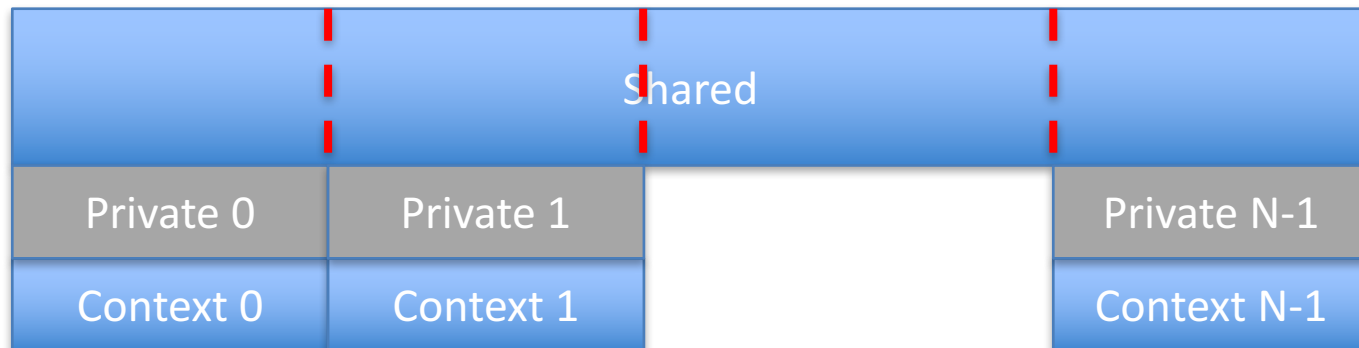 Shared
Private 0
Private 1
Private N-1
Context 0
Context 1
Context N-1